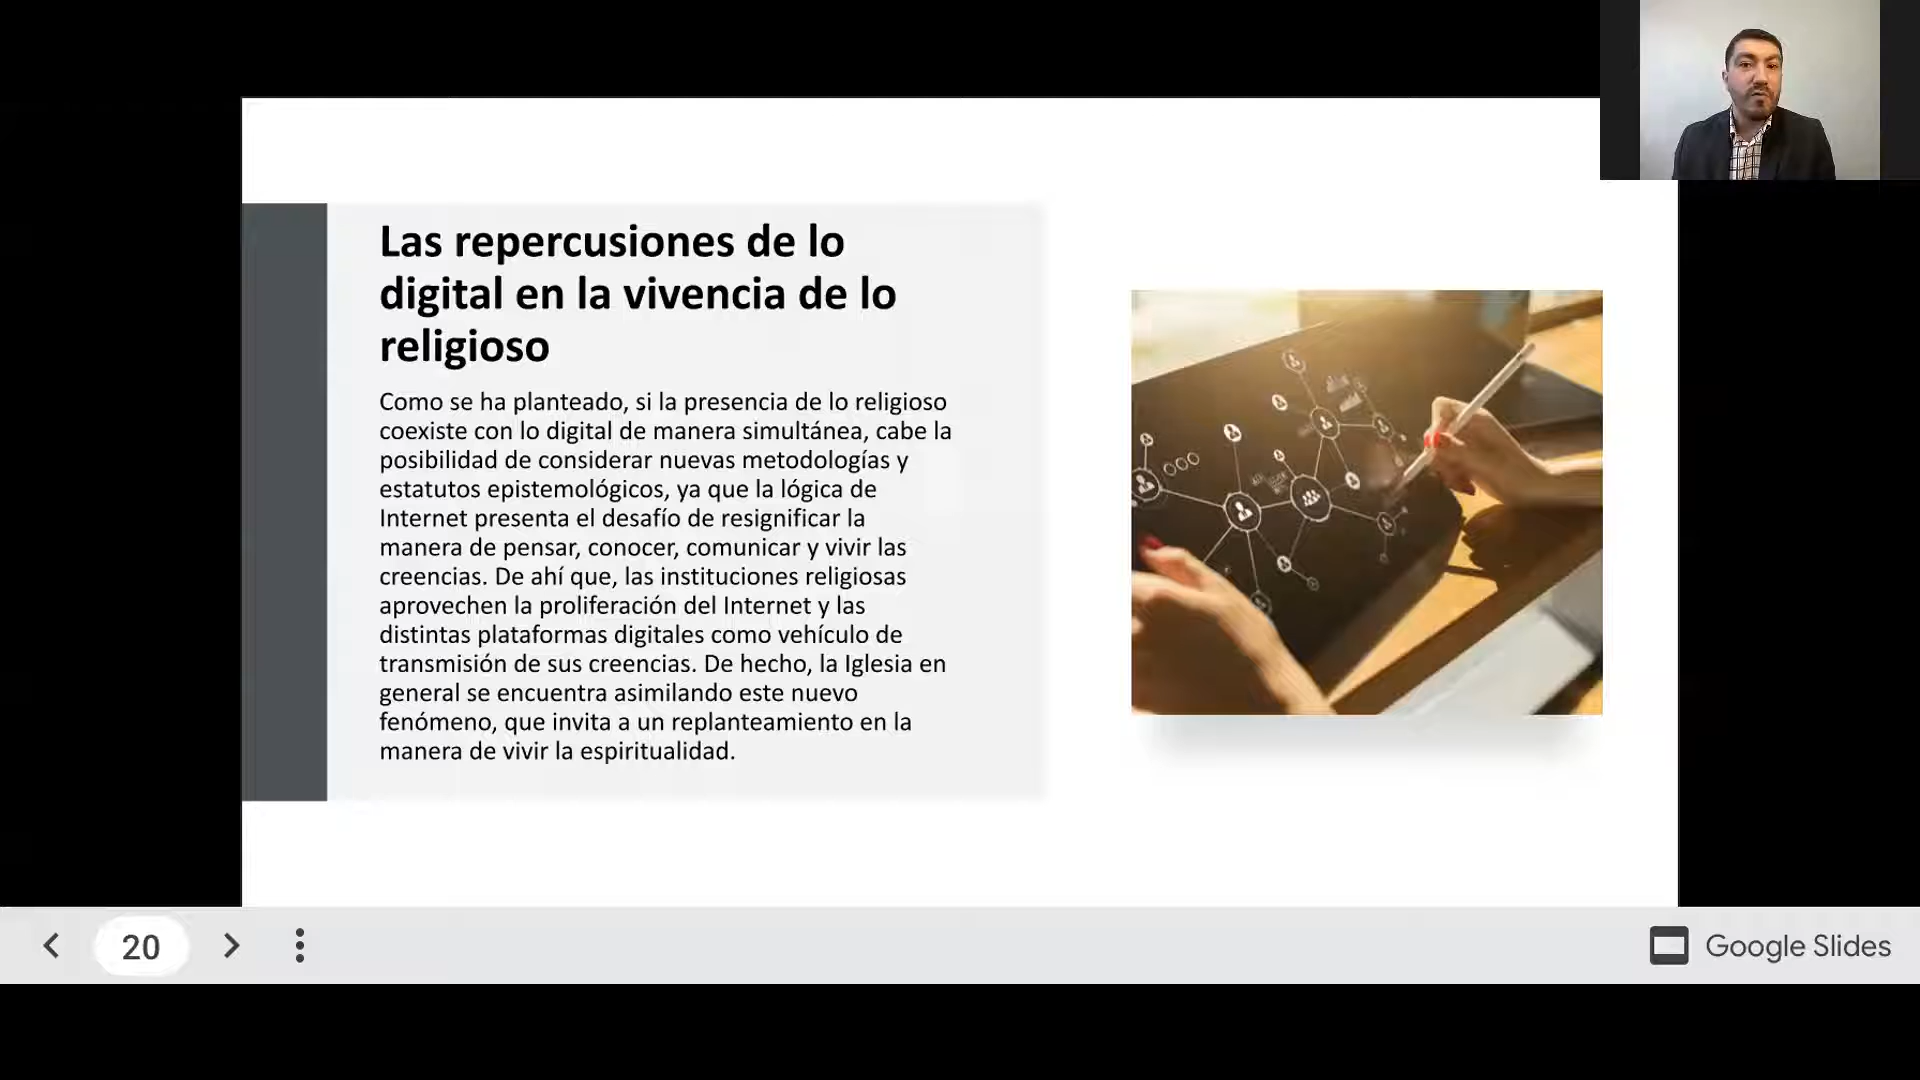 Las repercusiones de lo
digital en la vivencia de lo
religioso
Como se ha planteado, si la presencia de lo religioso
coexiste con lo digital de manera simultánea, cabe la
posibilidad de considerar nuevas metodologías y
estatutos epistemológicos, ya que la lógica de
Internet presenta el desafío de resignificar la
manera de pensar, conocer, comunicar y vivir las
creencias. De ahí que, las instituciones religiosas
aprovechen la proliferación del Internet y las
distintas plataformas digitales como vehículo de
transmisión de sus creencias. De hecho, la Iglesia en
general se encuentra asimilando este nuevo
fenómeno, que invita a un replanteamiento en la
manera de vivir la espiritualidad.
20
Google Slides